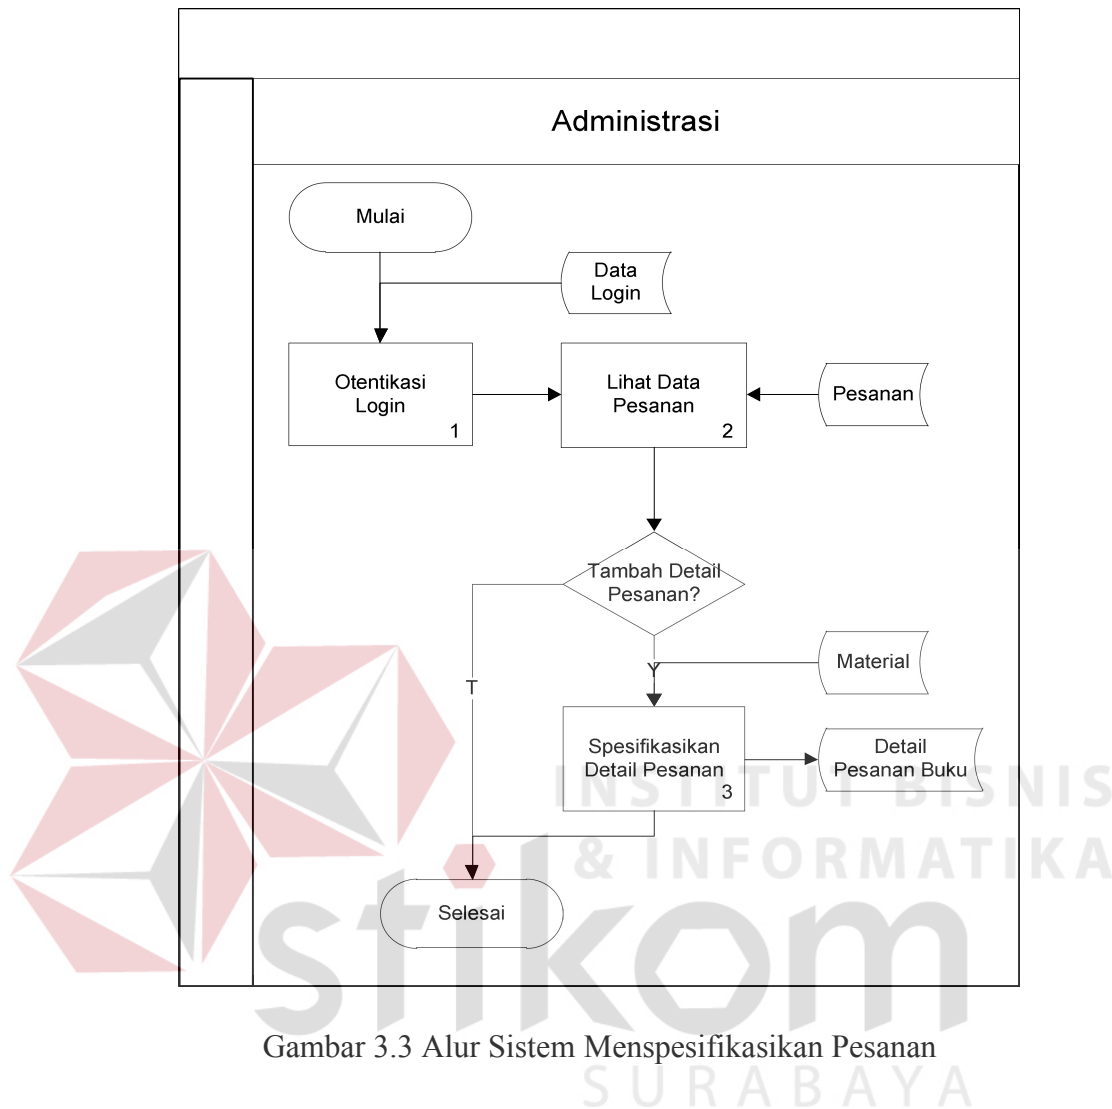 Administrasi
Mulai
Data
Login
Otentikasi
Login
1
Lihat Data
Pesanan
2
Pesanan
Tambah Detail
Pesanan?
T
Y
Material
Spesifikasikan
Detail Pesanan
3
Detail
Pesanan Buku
Selesai
INSTITUT BISNIS
& INFORMATIKA
stikom
SURABAYA
Gambar 3.3 Alur Sistem Menspesifikasikan Pesanan